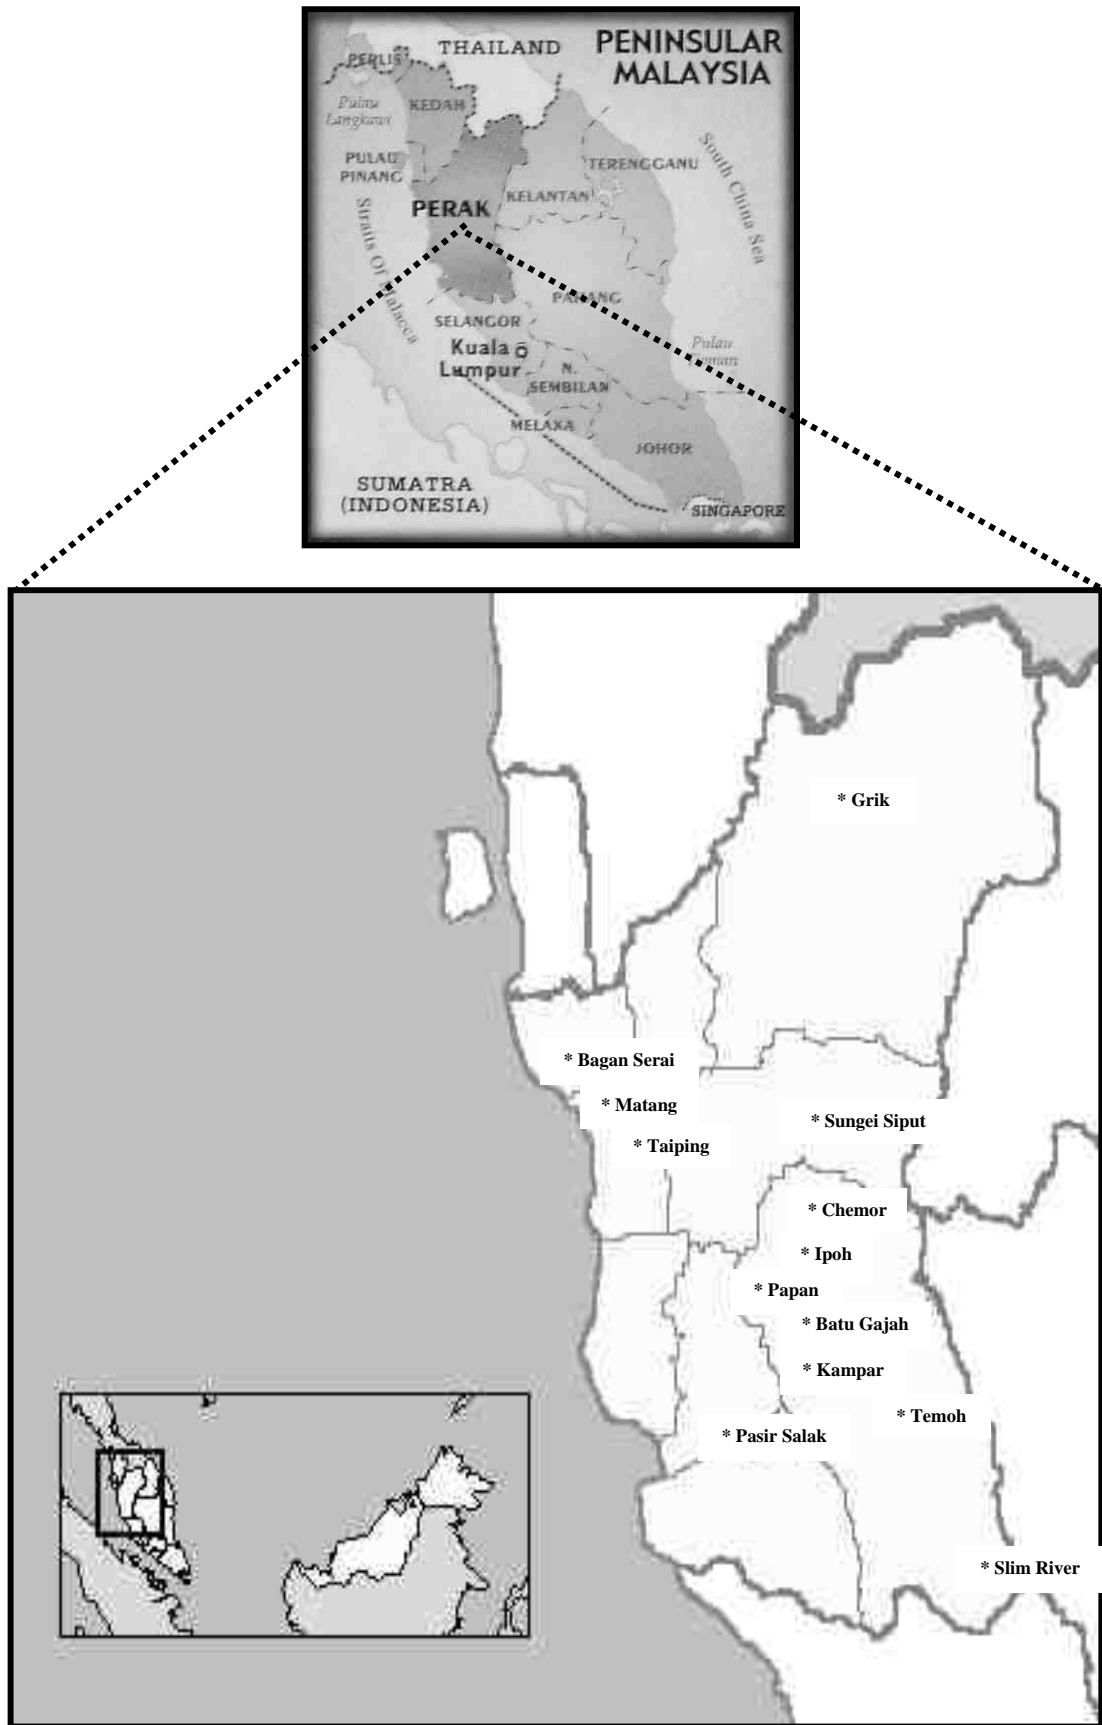 THAILAND
PENINSULAR
MALAYSIA
PERLIS
Pulau
Langkawi
KEDAH
PULAU
PINANG
TERENGGANU
KELANTAN
PERAK
South China Sea
Straits Of Malacca
PAHANG
SELANGOR
Kuala
Lumpur
N.
SEMBILAN
Pulau
MELAKA
JOHOR
SUMATRA
(INDONESIA)
SINGAPORE
* Grik
* Bagan Serai
* Matang
* Sungei Siput
* Taiping
* Chemor
* Ipoh
* Papan
* Batu Gajah
* Kampar
* Temoh
* Pasir Salak
* Slim River